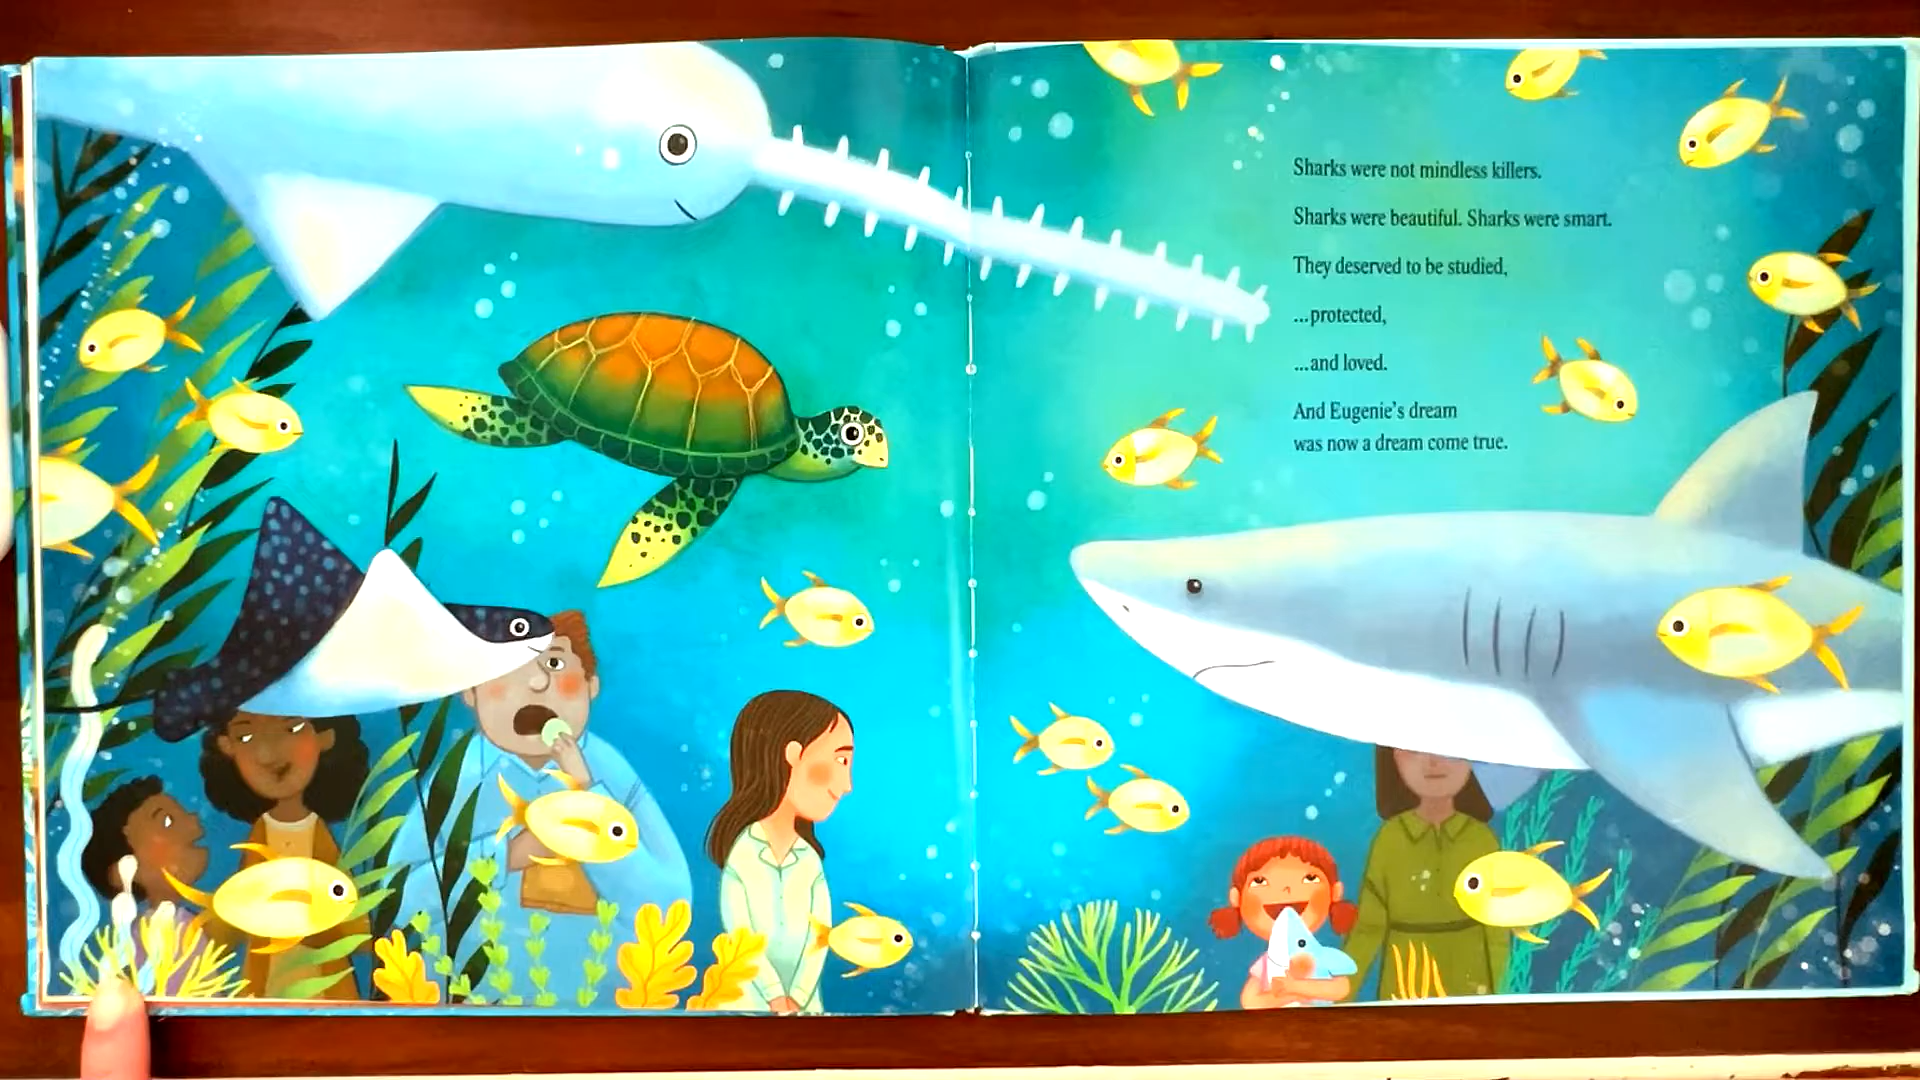 Sharks were not mindless killers.
Sharks were beautiful. Sharks were smart.
They deserved to be studied,
...protected,
...and loved.
And Eugenie's dream
was now a dream come true.